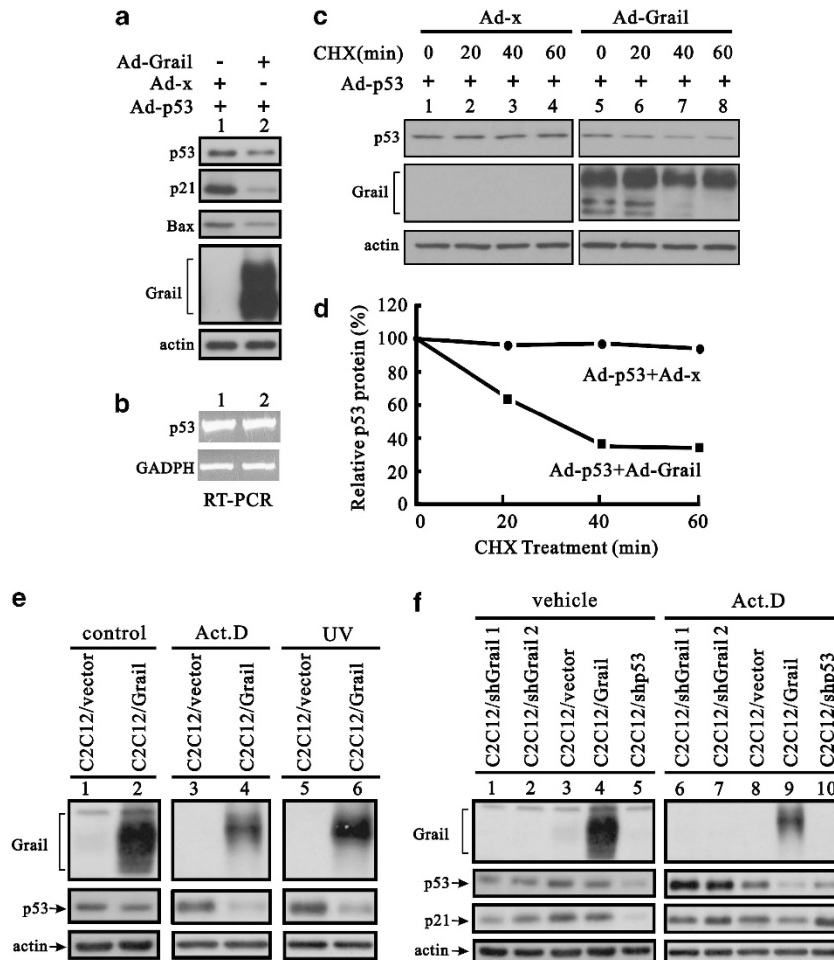 a
Ad-Grail - +
Ad-x + -
Ad-p53 + +
1 2
p53
p21
Bax
Grail
actin
b
1 2
p53
GADPH
RT-PCR
c
Ad-x Ad-Grail
CHX(min) 0 20 40 60 0 20 40 60
Ad-p53 + + + + + + + +
1 2 3 4 5 6 7 8
p53
Grail
actin
d
Relative p53 protein (%)
120
100
80
60
40
20
0
Ad-p53+Ad-x
Ad-p53+Ad-Grail
0 20 40 60
CHX Treatment (min)
e
control Act.D UV
C2C12/vector C2C12/Grail C2C12/vector C2C12/Grail C2C12/vector C2C12/Grail
1 2 3 4 5 6
Grail
p53
actin
f
vehicle Act.D
C2C12/shGrail 1 C2C12/shGrail 2 C2C12/vector C2C12/Grail C2C12/shp53 C2C12/shGrail 1 C2C12/shGrail 2 C2C12/vector C2C12/Grail C2C12/shp53
1 2 3 4 5 6 7 8 9 10
Grail
p53
p21
actin